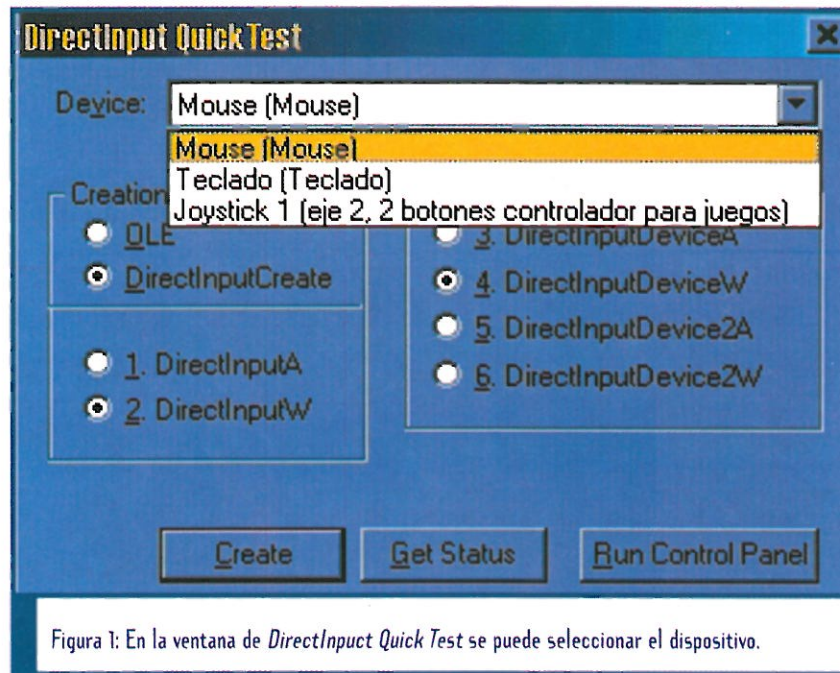 DirectInput QuickTest
Device: Mouse (Mouse)
Mouse (Mouse)
Teclado (Teclado)
Joystick 1 (eje 2, 2 botones controlador para juegos)
Creation
OLE
DirectInputCreate
1. DirectInputA
2. DirectInputW
3. DirectInputDeviceA
4. DirectInputDeviceW
5. DirectInputDevice2A
6. DirectInputDevice2W
Create
Get Status
Run Control Panel
Figura 1: En la ventana de DirectInpuct Quick Test se puede seleccionar el dispositivo.